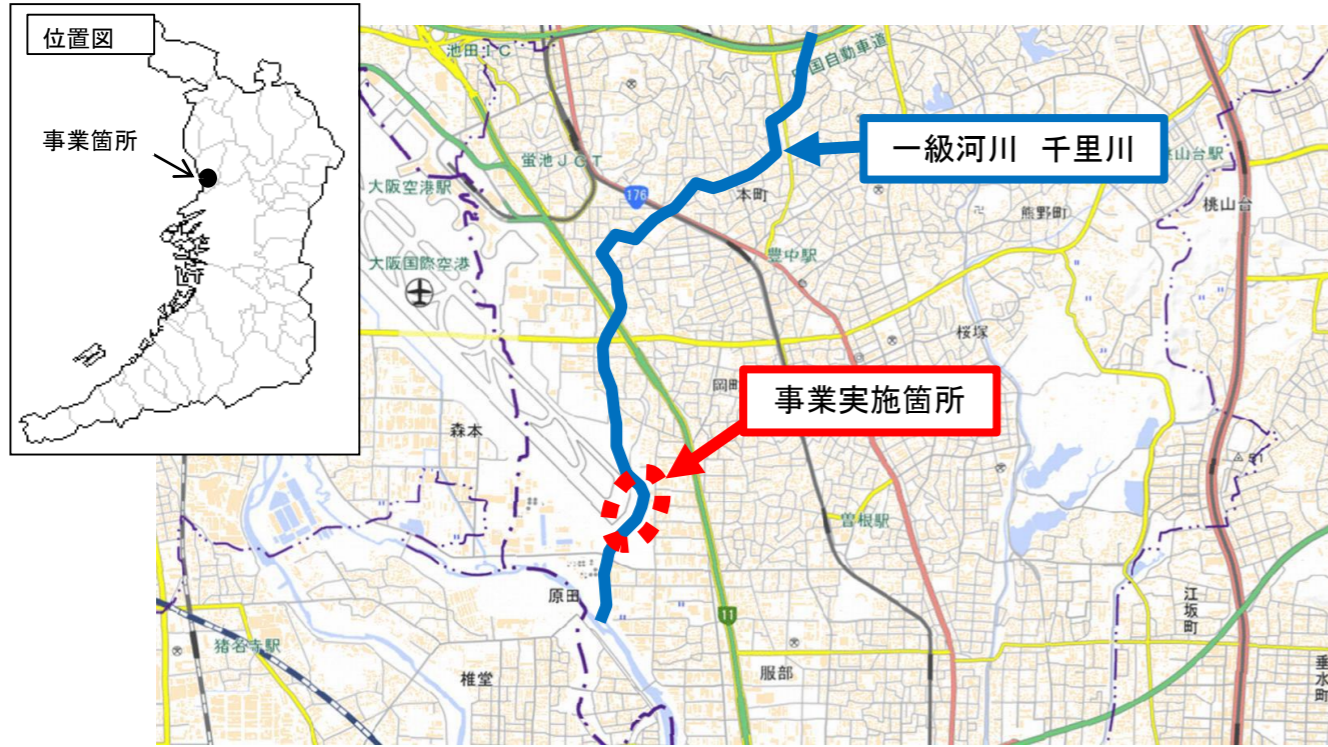 位置図
事業箇所
池田IC
中国自動車道
一級河川 千里川
桃山台駅
蛍池JCT
大阪空港駅
176
本町
熊野町
桃山台
大阪国際空港
豊中駅
桜塚
岡町
事業実施箇所
森本
曽根駅
原田
11
江坂町
猪名寺駅
椎堂
服部
垂水町